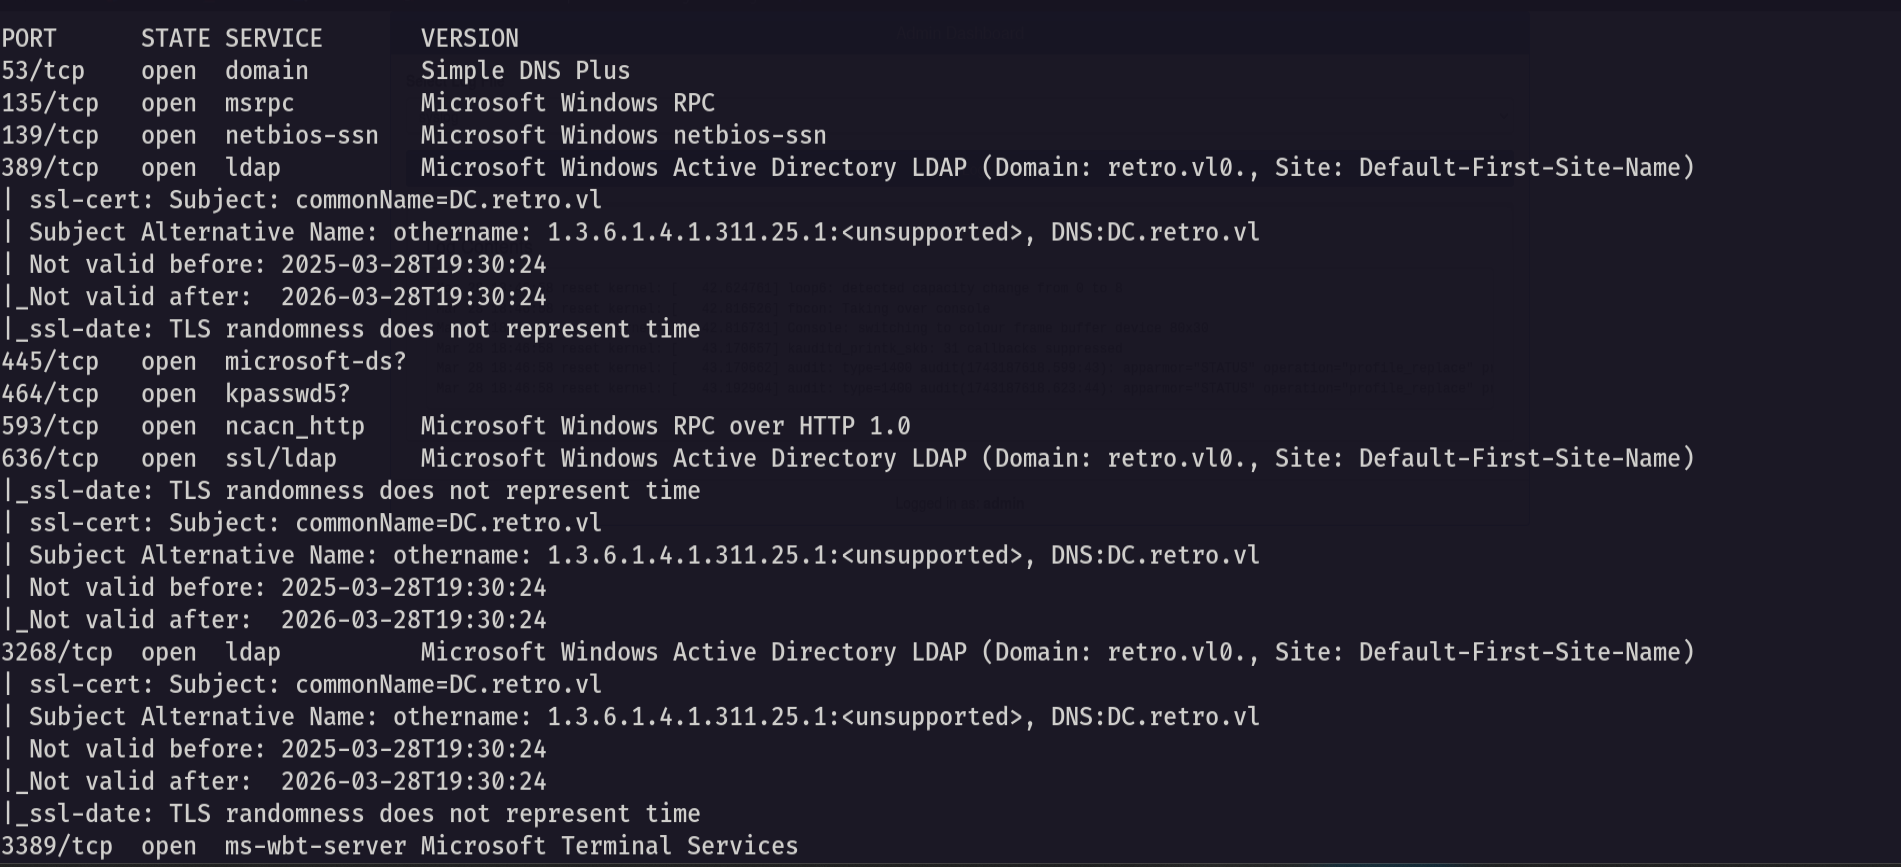 PORT      STATE SERVICE       VERSION
53/tcp    open  domain        Simple DNS Plus
135/tcp   open  msrpc         Microsoft Windows RPC
139/tcp   open  netbios-ssn   Microsoft Windows netbios-ssn
389/tcp   open  ldap          Microsoft Windows Active Directory LDAP (Domain: retro.vl0., Site: Default-First-Site-Name)
| ssl-cert: Subject: commonName=DC.retro.vl
| Subject Alternative Name: othername: 1.3.6.1.4.1.311.25.1:<unsupported>, DNS:DC.retro.vl
| Not valid before: 2025-03-28T19:30:24
|_Not valid after:  2026-03-28T19:30:24
|_ssl-date: TLS randomness does not represent time
445/tcp   open  microsoft-ds?
464/tcp   open  kpasswd5?
593/tcp   open  ncacn_http    Microsoft Windows RPC over HTTP 1.0
636/tcp   open  ssl/ldap      Microsoft Windows Active Directory LDAP (Domain: retro.vl0., Site: Default-First-Site-Name)
|_ssl-date: TLS randomness does not represent time
| ssl-cert: Subject: commonName=DC.retro.vl
| Subject Alternative Name: othername: 1.3.6.1.4.1.311.25.1:<unsupported>, DNS:DC.retro.vl
| Not valid before: 2025-03-28T19:30:24
|_Not valid after:  2026-03-28T19:30:24
3268/tcp  open  ldap          Microsoft Windows Active Directory LDAP (Domain: retro.vl0., Site: Default-First-Site-Name)
| ssl-cert: Subject: commonName=DC.retro.vl
| Subject Alternative Name: othername: 1.3.6.1.4.1.311.25.1:<unsupported>, DNS:DC.retro.vl
| Not valid before: 2025-03-28T19:30:24
|_Not valid after:  2026-03-28T19:30:24
|_ssl-date: TLS randomness does not represent time
3389/tcp  open  ms-wbt-server Microsoft Terminal Services